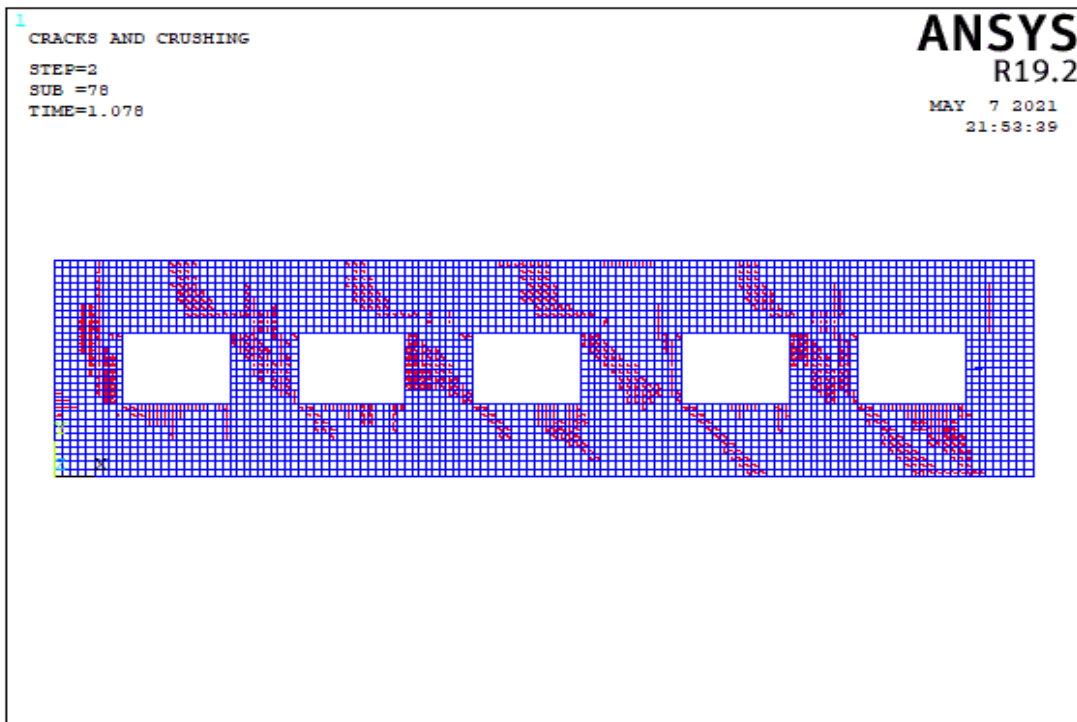 1
CRACKS AND CRUSHING
STEP=2
SUB =78
TIME=1.078
ANSYS
R19.2
MAY 7 2021
21:53:39
Y
Z X